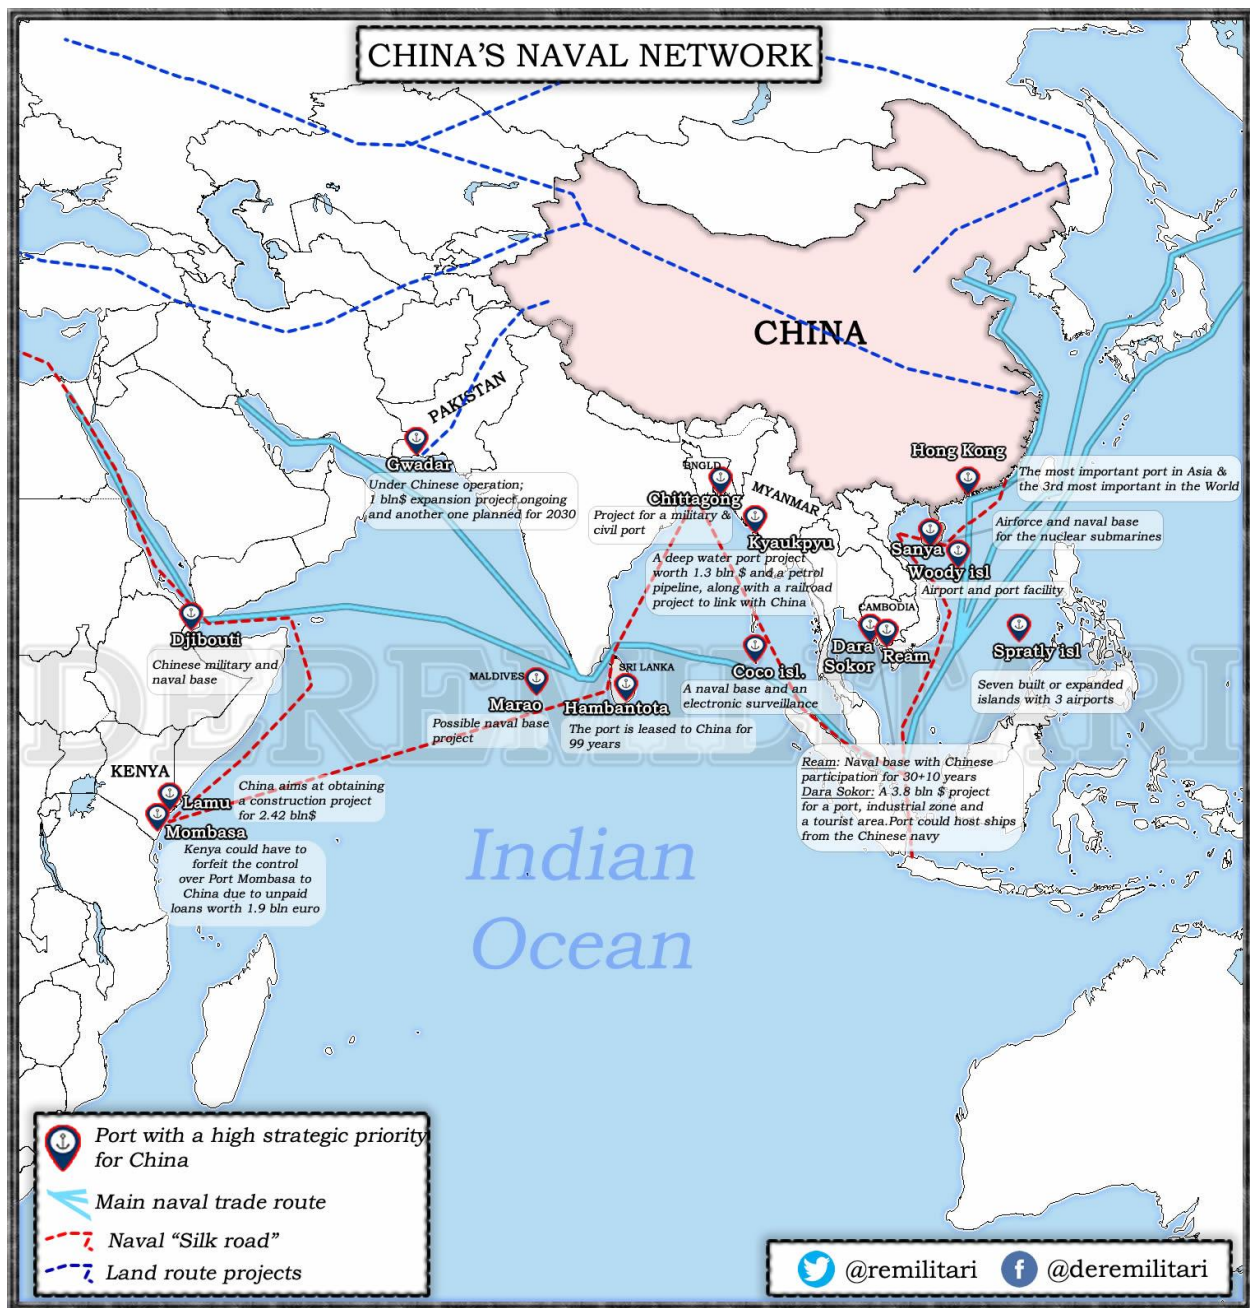 CHINA'S NAVAL NETWORK
CHINA
PAKISTAN
Gwadar
Under Chinese operation;
1 bln$ expansion project ongoing
and another one planned for 2030
Hong Kong
The most important port in Asia &
the 3rd most important in the World
BNGLD
Chittagong
Project for a military &
civil port
MYANMAR
Kyaukpyu
A deep water port project
worth 1.3 bln $ and a petrol
pipeline, along with a railroad
project to link with China
Sanya
Airforce and naval base
for the nuclear submarines
Woody isl
Airport and port facility
CAMBODIA
Dara
Sokor
Ream
Spratly isl
Seven built or expanded
islands with 3 airports
Djibouti
Chinese military and
naval base
MALDIVES
Marao
Possible naval base
project
SRI LANKA
Hambantota
The port is leased to China for
99 years
Coco isl.
A naval base and an
electronic surveillance
DEREMILITARI
Ream: Naval base with Chinese
participation for 30+10 years
Dara Sokor: A 3.8 bln $ project
for a port, industrial zone and
a tourist area.Port could host ships
from the Chinese navy
KENYA
Lamu
China aims at obtaining
a construction project
for 2.42 bln$
Mombasa
Kenya could have to
forfeit the control
over Port Mombasa to
China due to unpaid
loans worth 1.9 bln euro
Indian
Ocean
Port with a high strategic priority
for China
Main naval trade route
Naval "Silk road"
Land route projects
@remilitari
@deremilitari